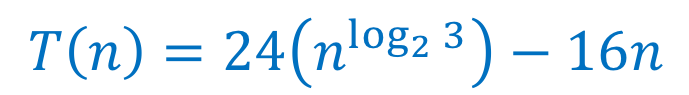 T(n) = 24(n^{log₂ 3}) − 16n